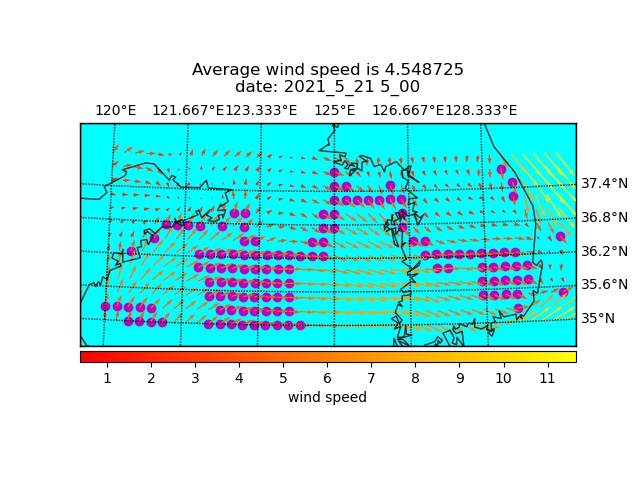 Average wind speed is 4.548725
date: 2021_5_21 5_00
120°E 121.667°E 123.333°E 125°E 126.667°E 128.333°E
37.4°N
36.8°N
36.2°N
35.6°N
35°N
1 2 3 4 5 6 7 8 9 10 11
wind speed